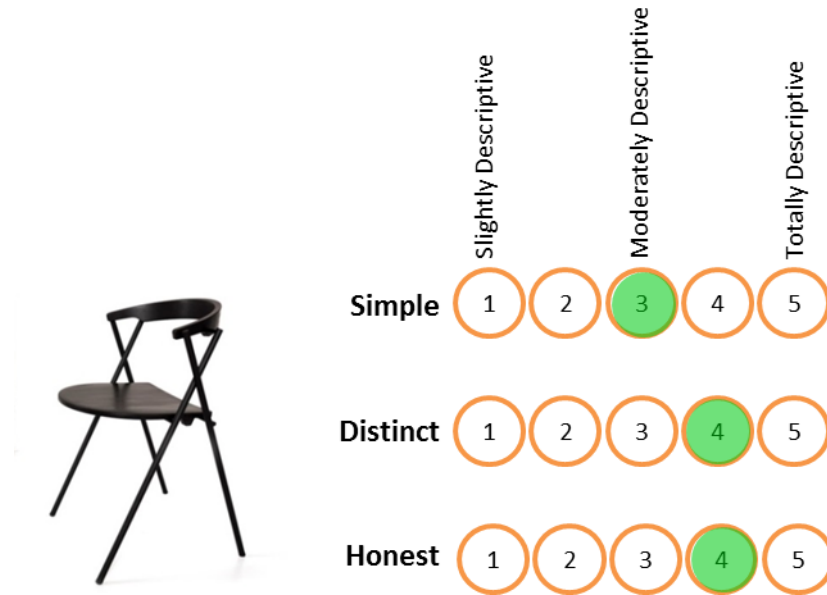 Slightly Descriptive
Moderately Descriptive
Totally Descriptive
Simple 1 2 3 4 5
Distinct 1 2 3 4 5
Honest 1 2 3 4 5